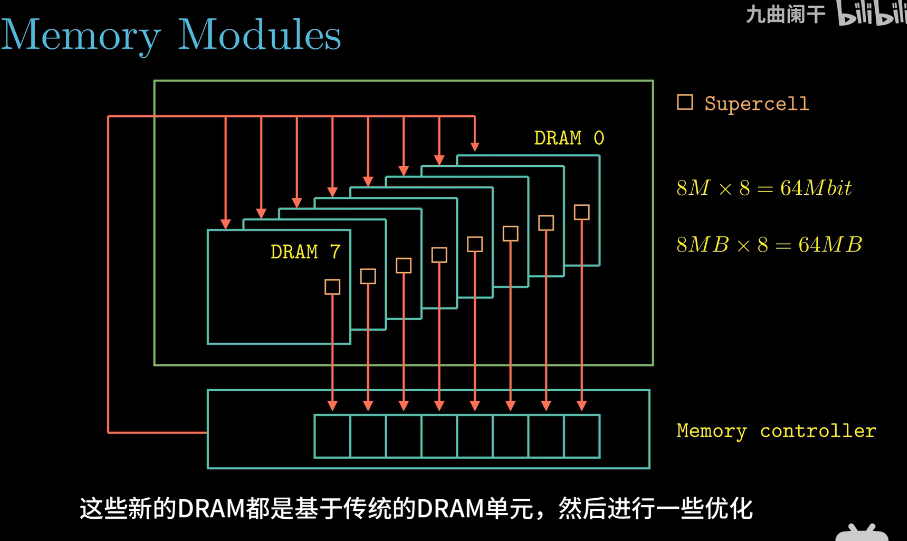 九曲阑干 bilibili
Memory Modules
Supercell
DRAM 0
8M × 8 = 64Mbit
DRAM 7
8MB × 8 = 64MB
Memory controller
这些新的DRAM都是基于传统的DRAM单元，然后进行一些优化